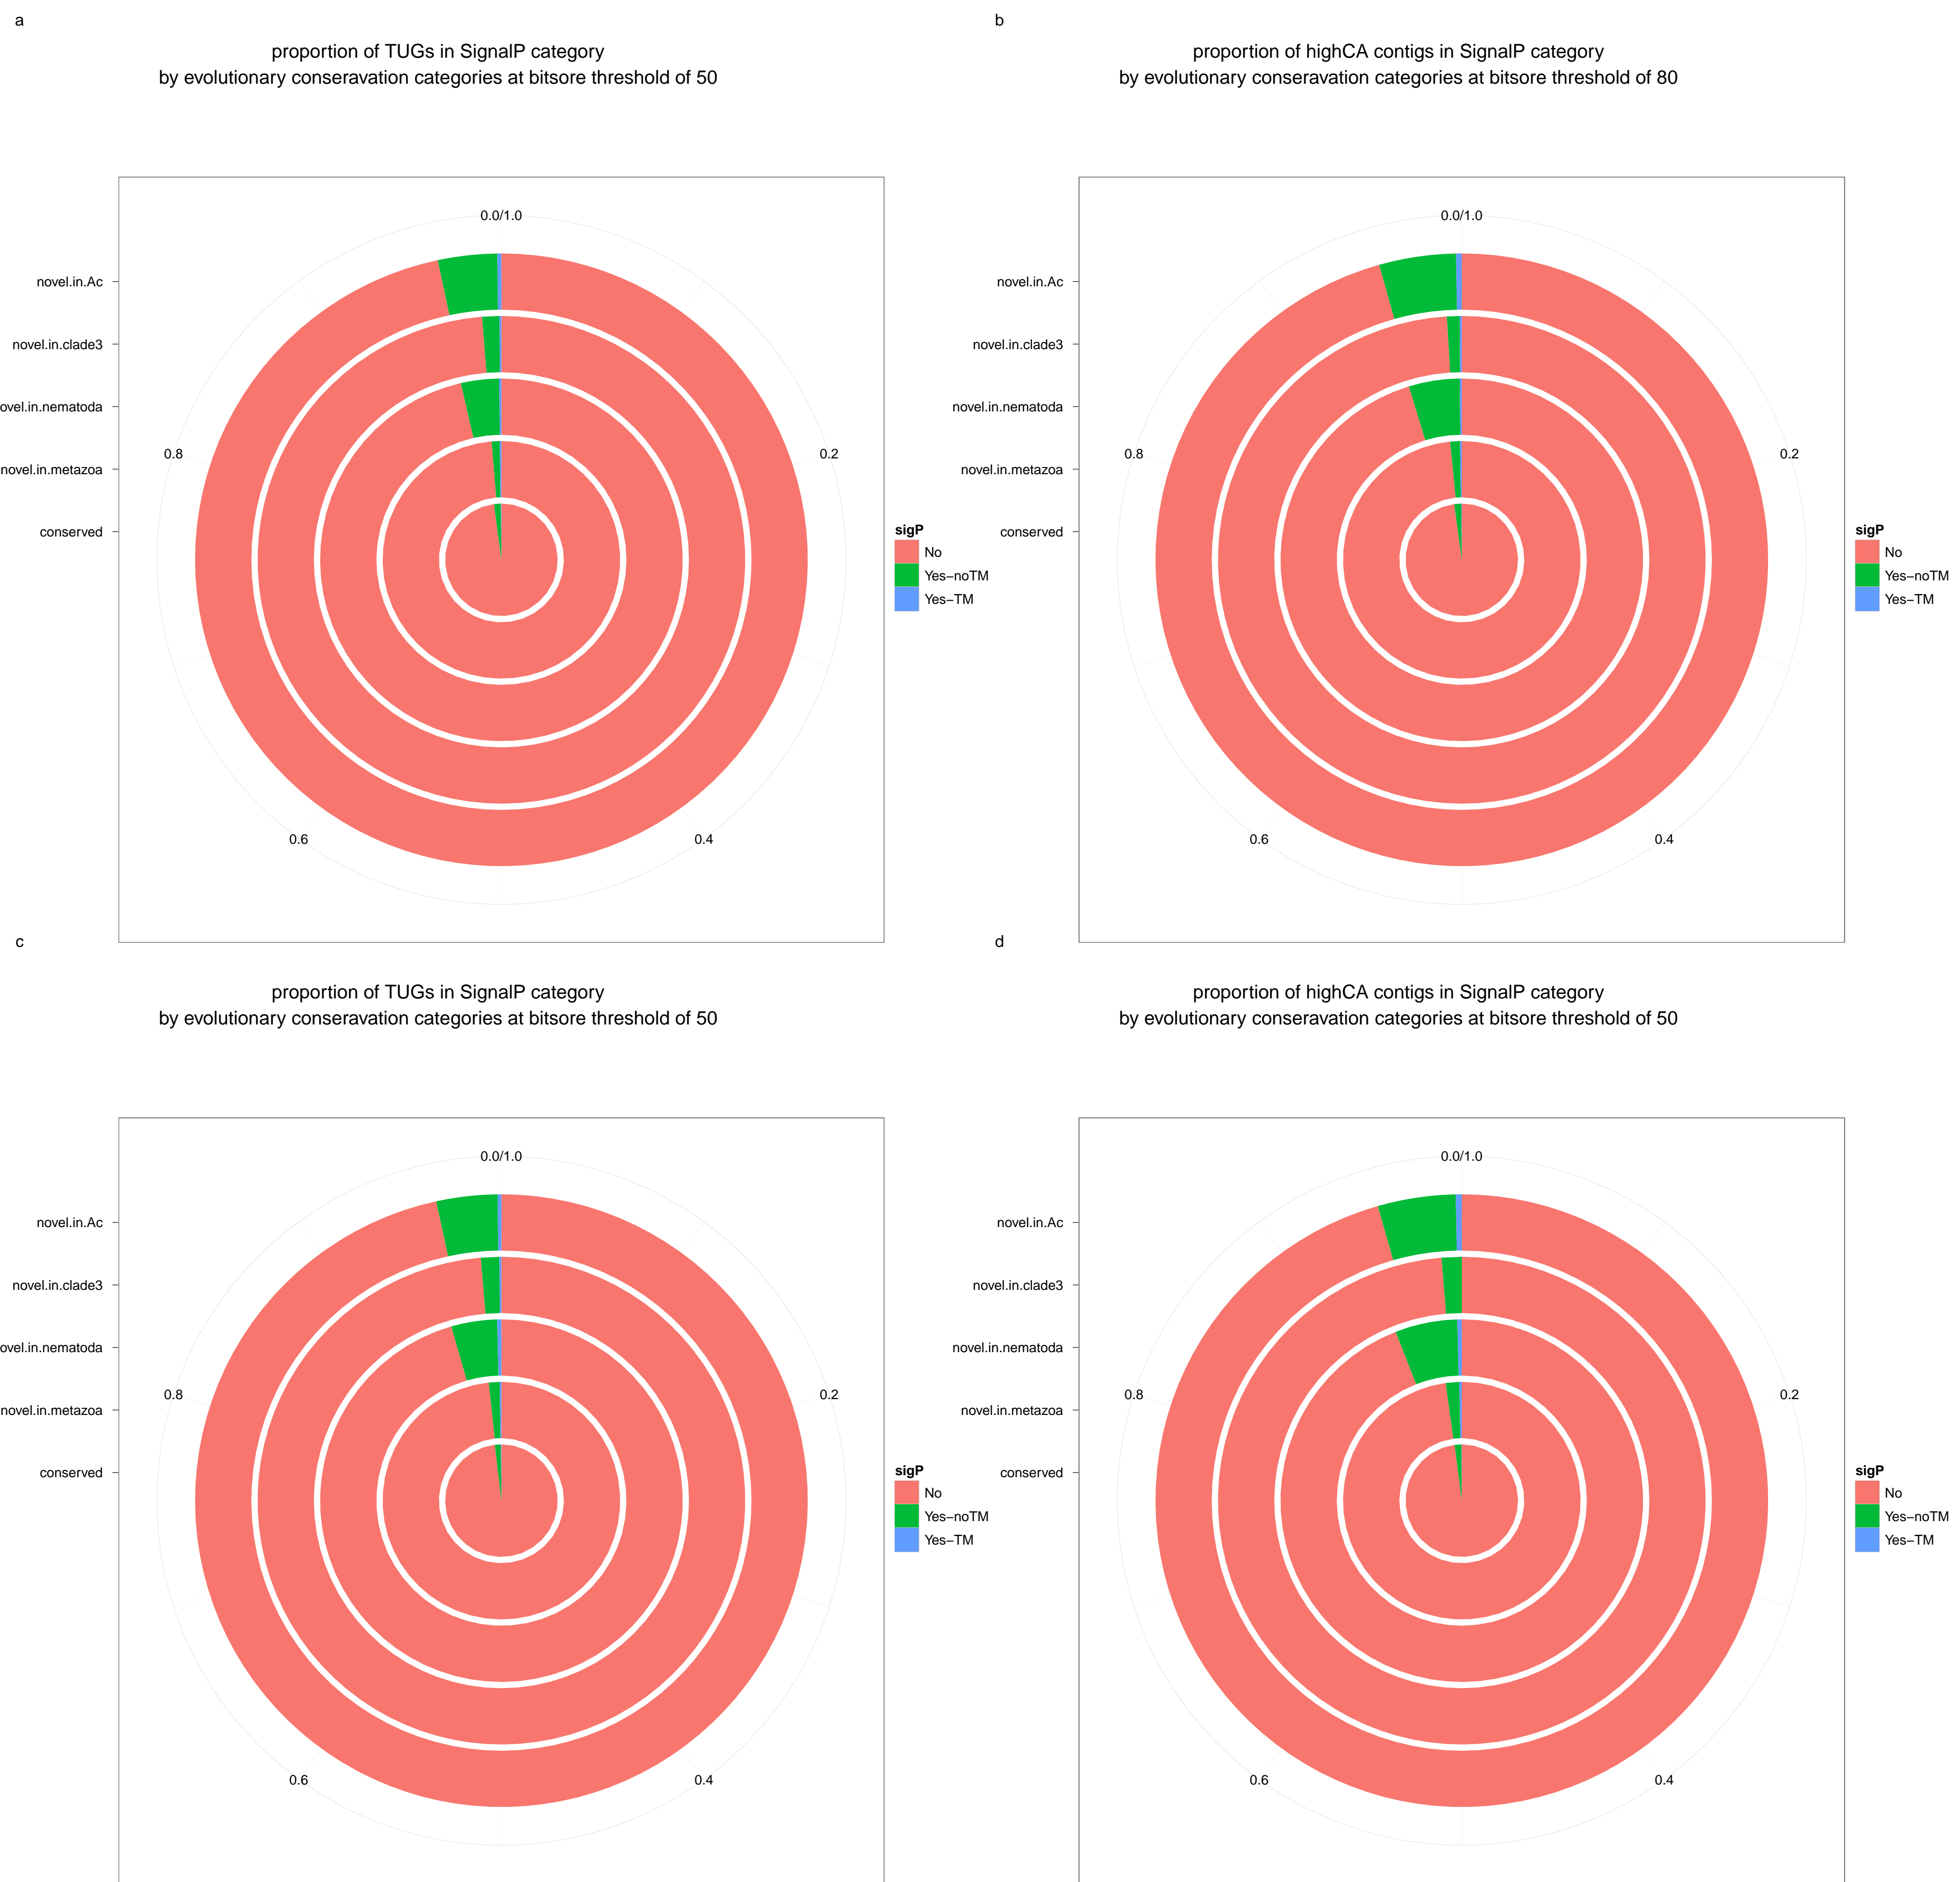 a
proportion of TUGs in SignalP category
by evolutionary conseravation categories at bitsore threshold of 50
0.0/1.0
novel.in.Ac
novel.in.clade3
ovel.in.nematoda
novel.in.metazoa
conserved
0.8
0.2
0.6
0.4
sigP
No
Yes−noTM
Yes−TM
b
proportion of highCA contigs in SignalP category
by evolutionary conseravation categories at bitsore threshold of 80
0.0/1.0
novel.in.Ac
novel.in.clade3
novel.in.nematoda
novel.in.metazoa
conserved
0.8
0.2
0.6
0.4
sigP
No
Yes−noTM
Yes−TM
c
proportion of TUGs in SignalP category
by evolutionary conseravation categories at bitsore threshold of 50
0.0/1.0
novel.in.Ac
novel.in.clade3
ovel.in.nematoda
novel.in.metazoa
conserved
0.8
0.2
0.6
0.4
sigP
No
Yes−noTM
Yes−TM
d
proportion of highCA contigs in SignalP category
by evolutionary conseravation categories at bitsore threshold of 50
0.0/1.0
novel.in.Ac
novel.in.clade3
novel.in.nematoda
novel.in.metazoa
conserved
0.8
0.2
0.6
0.4
sigP
No
Yes−noTM
Yes−TM